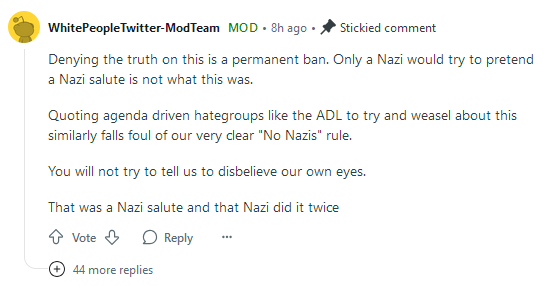 WhitePeopleTwitter-ModTeam MOD • 8h ago • Stickied comment
Denying the truth on this is a permanent ban. Only a Nazi would try to pretend
a Nazi salute is not what this was.
Quoting agenda driven hategroups like the ADL to try and weasel about this
similarly falls foul of our very clear "No Nazis" rule.
You will not try to tell us to disbelieve our own eyes.
That was a Nazi salute and that Nazi did it twice
Vote Reply ...
44 more replies